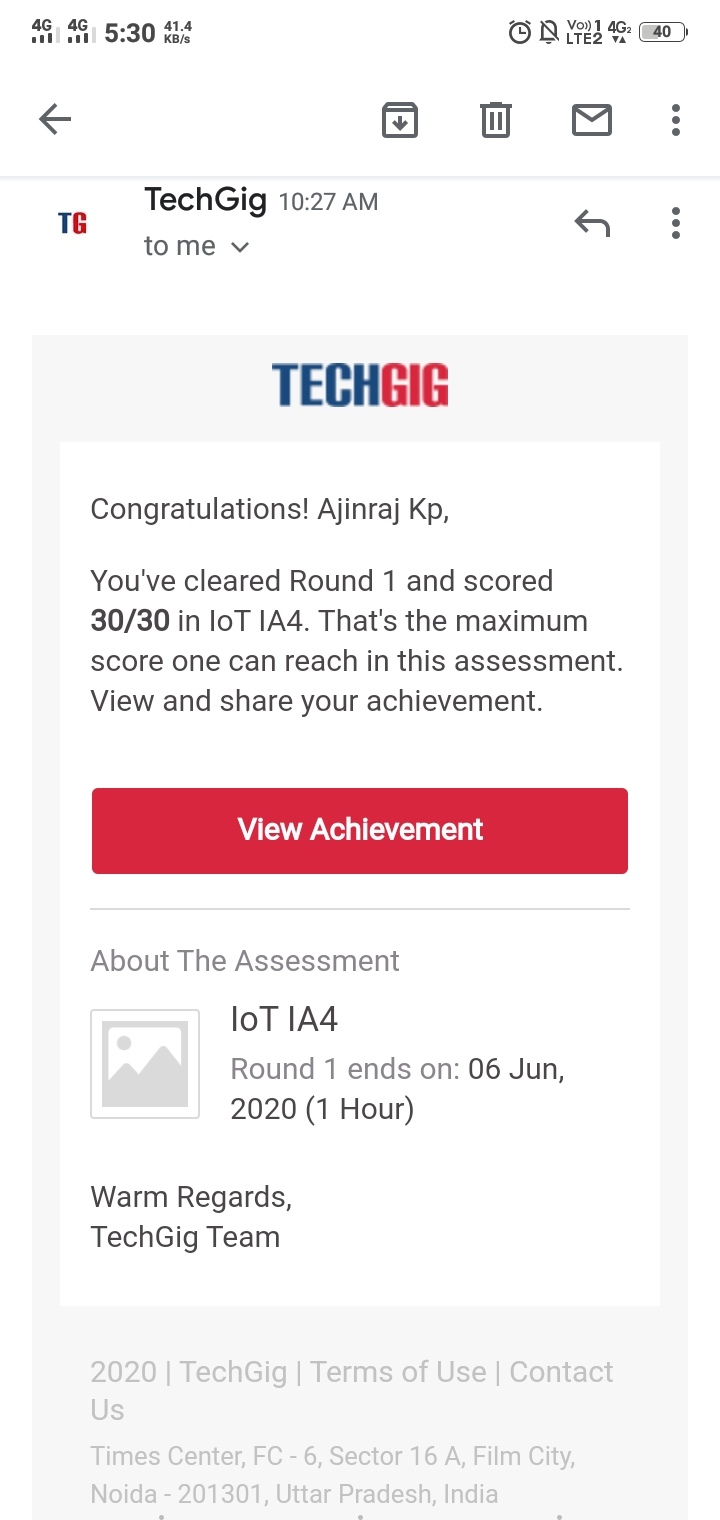 4G 4G 5:30 41.4 KB/s Vo)) 1 LTE2 4G2 40
TechGig 10:27 AM
TG
to me
TECHGIG
Congratulations! Ajinraj Kp,
You've cleared Round 1 and scored
30/30 in IoT IA4. That's the maximum
score one can reach in this assessment.
View and share your achievement.
View Achievement
About The Assessment
IoT IA4
Round 1 ends on: 06 Jun,
2020 (1 Hour)
Warm Regards,
TechGig Team
2020 | TechGig | Terms of Use | Contact
Us
Times Center, FC - 6, Sector 16 A, Film City,
Noida - 201301, Uttar Pradesh, India